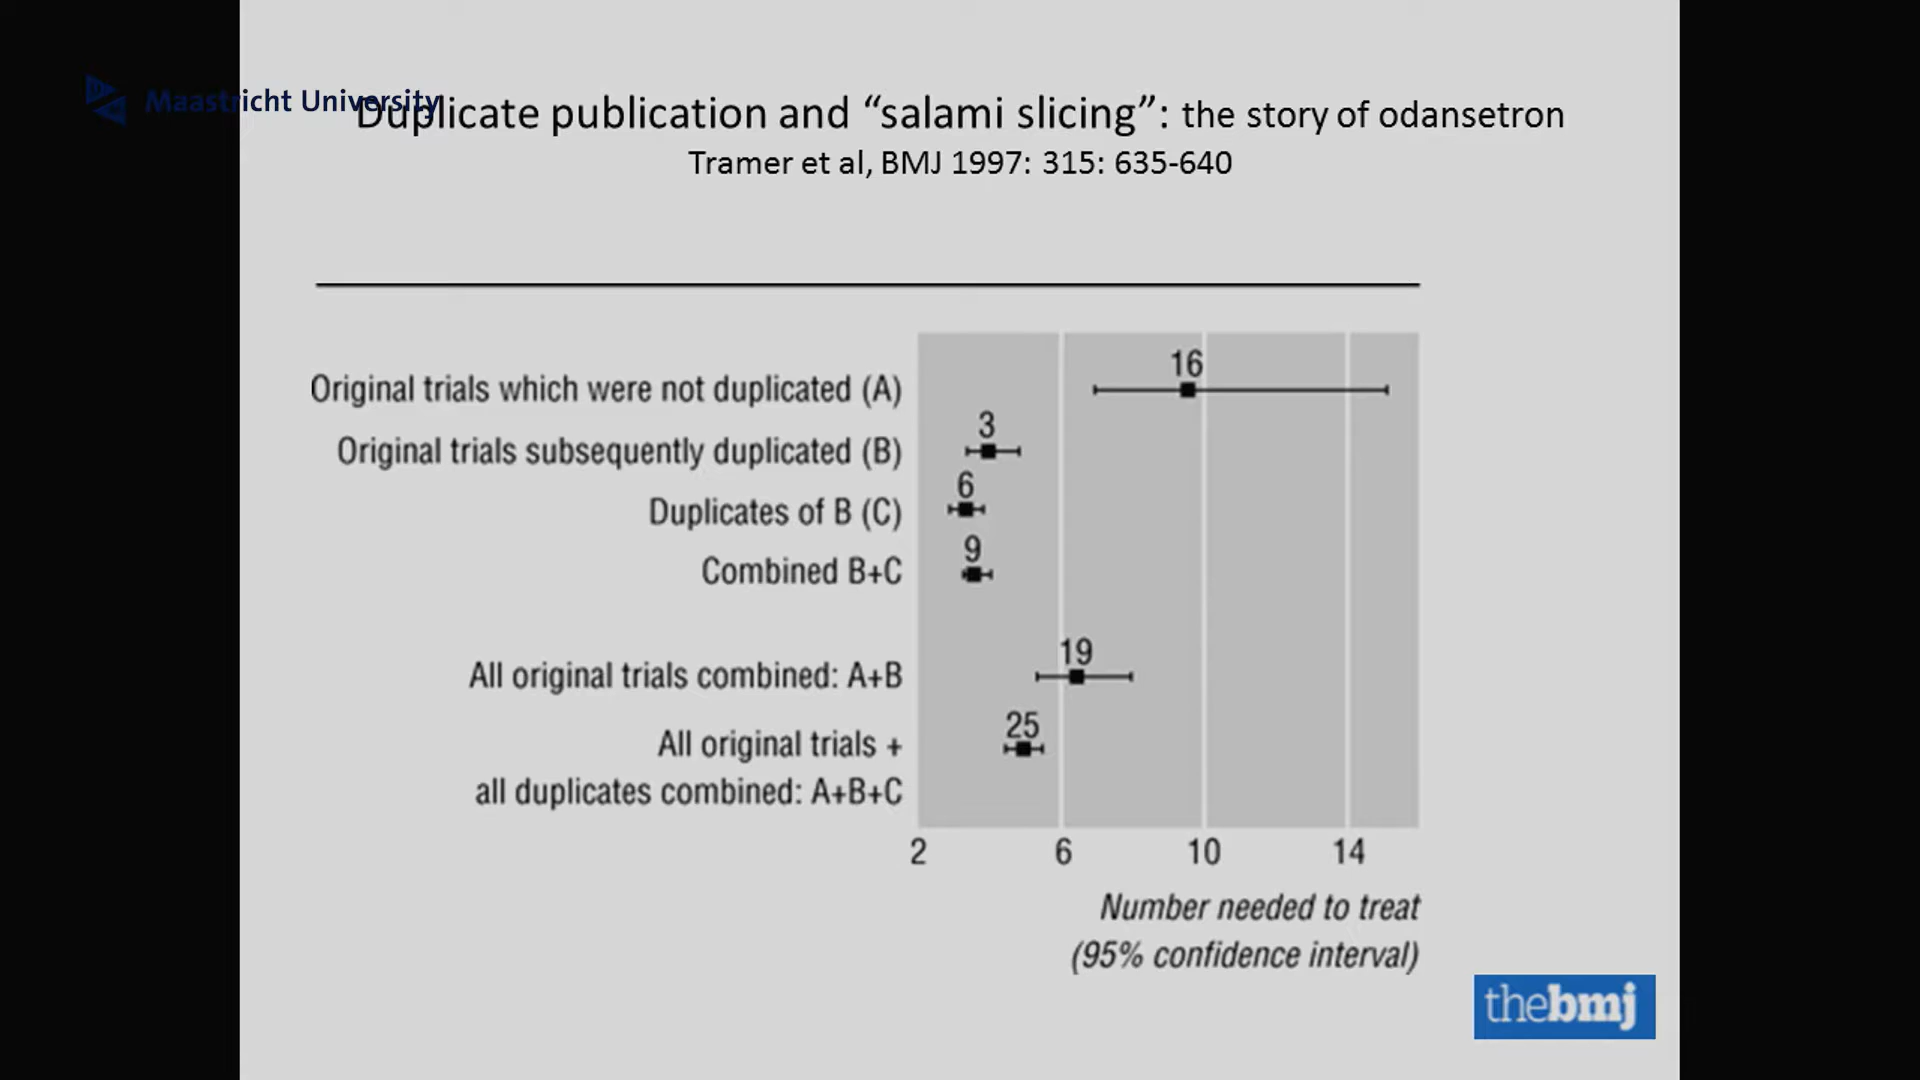 Maastricht University
Duplicate publication and “salami slicing”: the story of odansetron
Tramer et al, BMJ 1997: 315: 635-640
Original trials which were not duplicated (A)
16
Original trials subsequently duplicated (B)
3
Duplicates of B (C)
6
Combined B+C
9
All original trials combined: A+B
19
All original trials +
all duplicates combined: A+B+C
25
2 6 10 14
Number needed to treat
(95% confidence interval)
thebmj